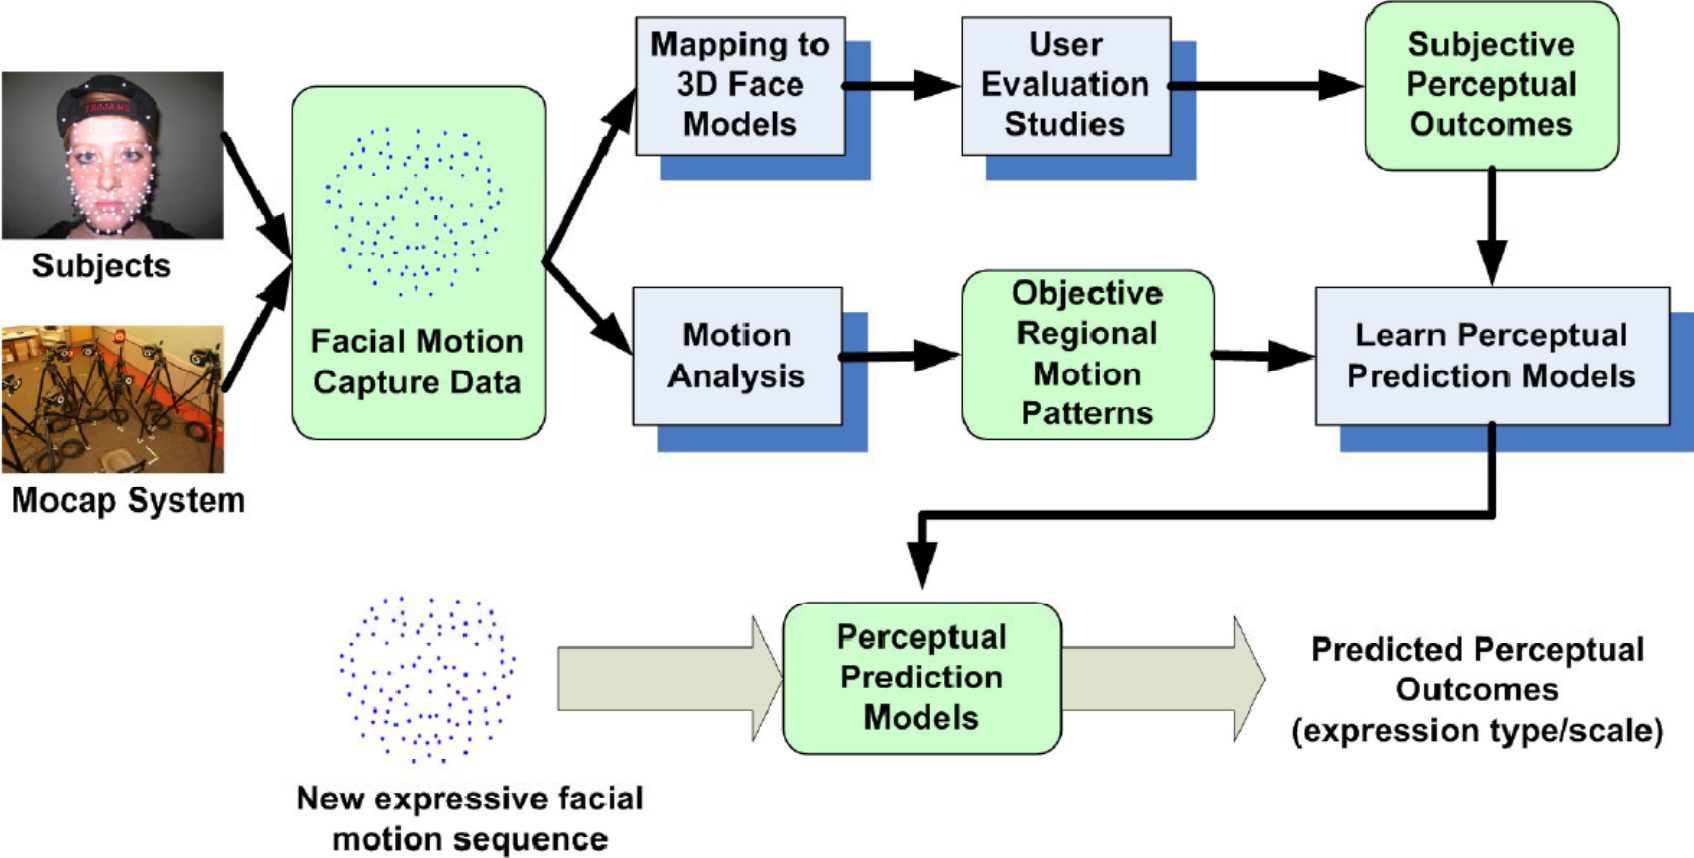 Mapping to
3D Face
Models
User
Evaluation
Studies
Subjective
Perceptual
Outcomes
TROJANS
Subjects
Facial Motion
Capture Data
Motion
Analysis
Objective
Regional
Motion
Patterns
Learn Perceptual
Prediction Models
Mocap System
Perceptual
Prediction
Models
Predicted Perceptual
Outcomes
(expression type/scale)
New expressive facial
motion sequence